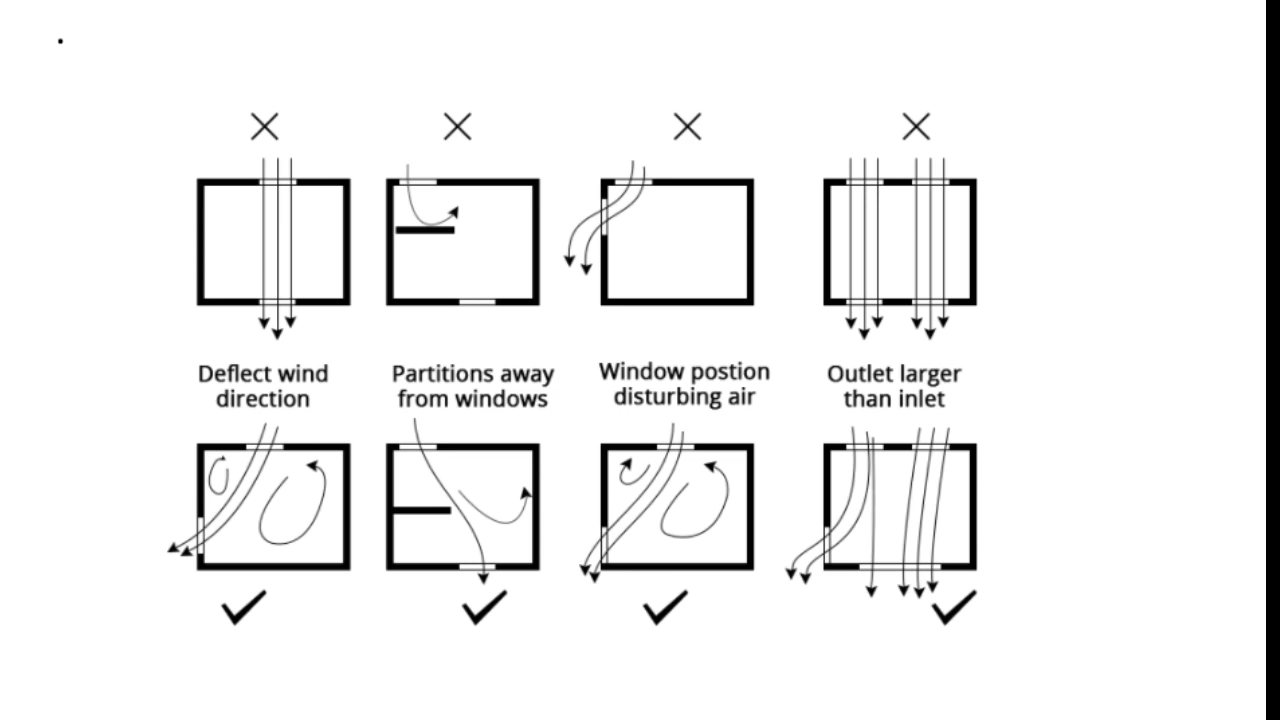 Deflect wind
direction
Partitions away
from windows
Window postion
disturbing air
Outlet larger
than inlet